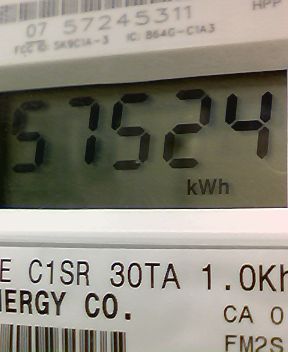 HPP
07 57245311
FCC ID: SK9C1A-3 IC: 864G-C1A3
57524
kWh
E C1SR 30TA 1.0Kh
NERGY CO.
CA 0
FM2S